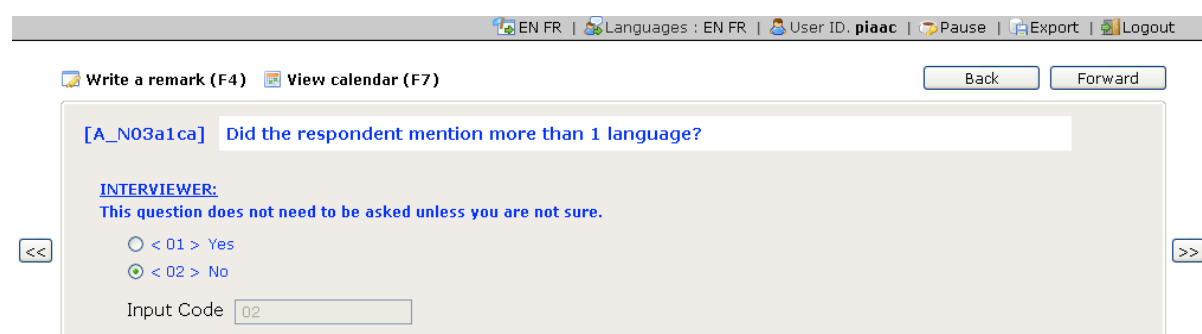 EN FR | Languages : EN FR | User ID. piaac | Pause | Export | Logout
Write a remark (F4) View calendar (F7) Back Forward
[A_N03a1ca] Did the respondent mention more than 1 language?
INTERVIEWER:
This question does not need to be asked unless you are not sure.
< 01 > Yes
<< >>
< 02 > No
Input Code 02